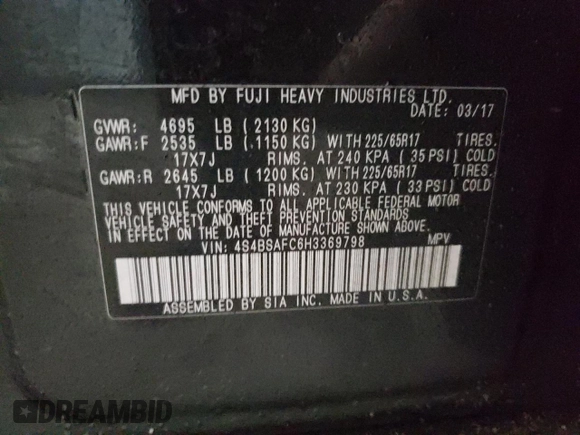 MFD BY FUJI HEAVY INDUSTRIES LTD.
DATE: 03/17
GVWR: 4695 LB (2130 KG)
GAWR:F 2535 LB (.1150 KG) WITH 225/65R17 TIRES.
17X7J RIMS. AT 240 KPA (35 PSI) COLD
GAWR:R 2645 LB (1200 KG) WITH 225/65R17 TIRES.
17X7J RIMS. AT 230 KPA (33 PSI) COLD
THIS VEHICLE CONFORMS TO ALL APPLICABLE FEDERAL MOTOR
VEHICLE SAFETY AND THEFT PREVENTION STANDARDS
IN EFFECT ON THE DATE OF MANUFACTURE SHOWN ABOVE.
VIN: 4S4BSAFC6H3369798 MPV
ASSEMBLED BY SIA INC. MADE IN U.S.A.
DREAMBID